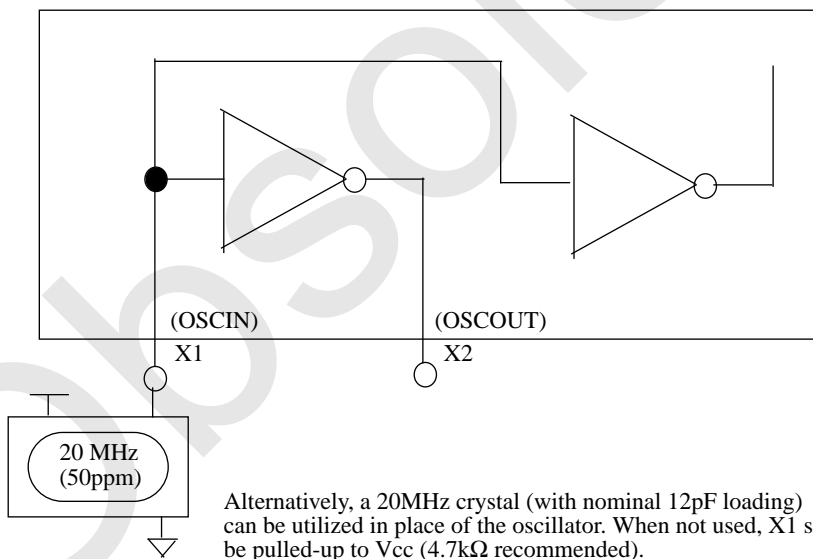 (OSCIN)
(OSCOUT)
X1
X2
20 MHz
(50ppm)
Alternatively, a 20MHz crystal (with nominal 12pF loading)
can be utilized in place of the oscillator. When not used, X1 s
be pulled-up to Vcc (4.7kΩ recommended).